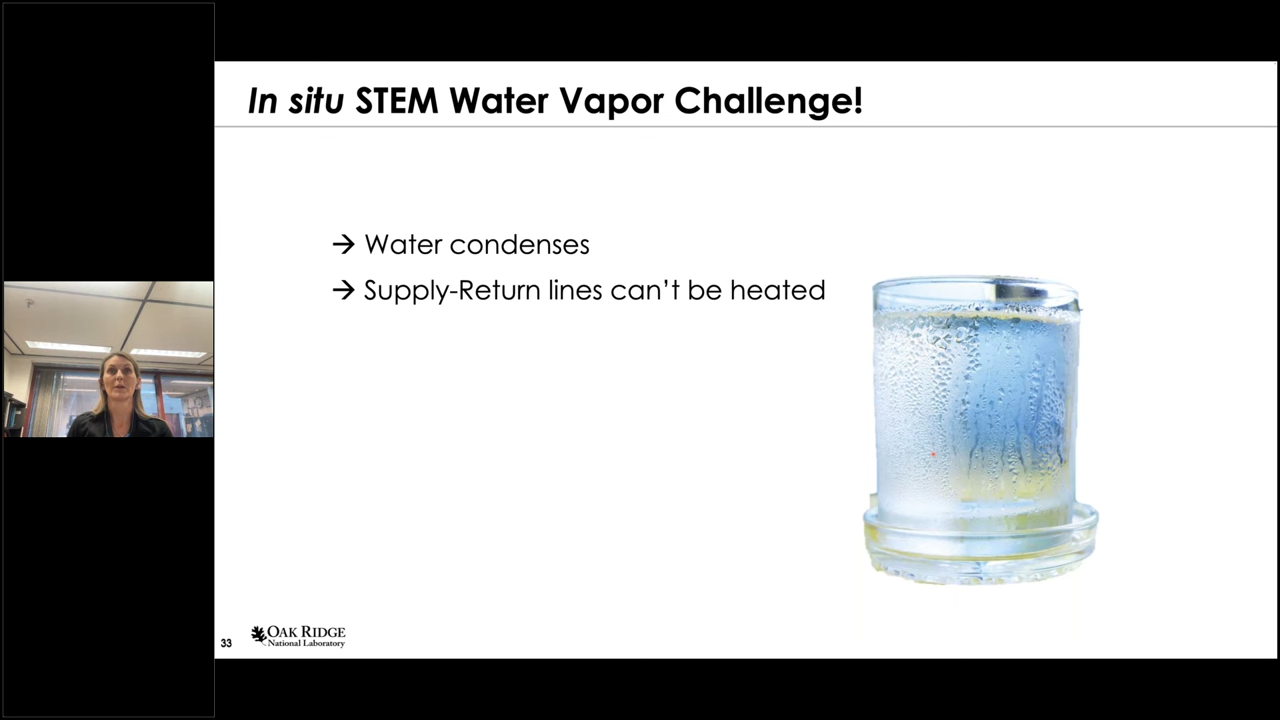 In situ STEM Water Vapor Challenge!
→ Water condenses
→ Supply-Return lines can’t be heated
33
OAK RIDGE
National Laboratory